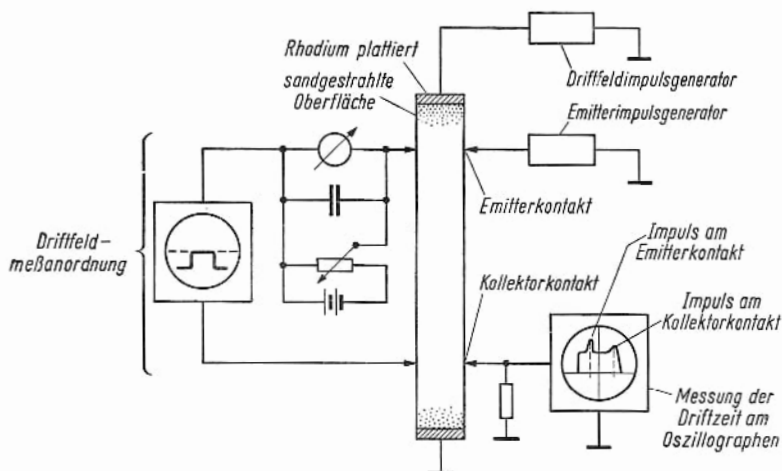 Rhodium plattiert
sandgestrahlte
Oberfläche
Driftfeldimpulsgenerator
Emitterimpulsgenerator
Emitterkontakt
Driftfeld-
meßanordnung
Kollektorkontakt
Impuls am
Emitterkontakt
Impuls am
Kollektorkontakt
Messung der
Driftzeit am
Oszillographen